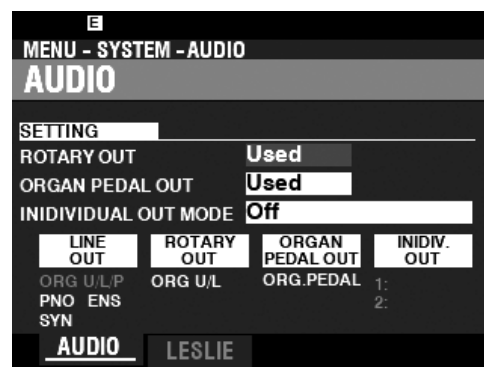 E
MENU - SYSTEM - AUDIO
AUDIO
SETTING
ROTARY OUT Used
ORGAN PEDAL OUT Used
INIDIVIDUAL OUT MODE Off
LINE OUT ROTARY OUT ORGAN PEDAL OUT INIDIV. OUT
ORG U/L/P ORG U/L ORG.PEDAL 1:
PNO ENS 2:
SYN
AUDIO LESLIE